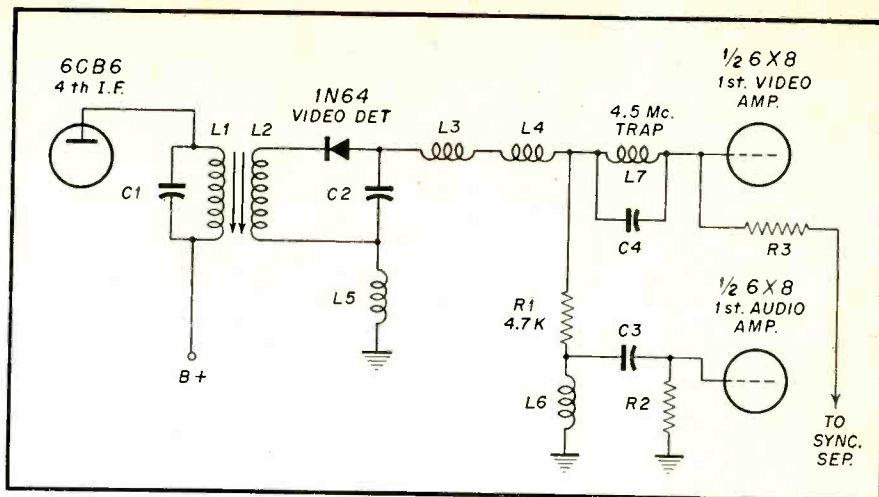 6CB6
4 th I.F.
L1
L2
C1
B+
1N64
VIDEO DET
C2
L5
L3
L4
4.5 Mc.
TRAP
L7
C4
½ 6X8
1st. VIDEO
AMP.
R3
R1
4.7K
C3
L6
R2
½ 6X8
1st. AUDIO
AMP.
TO
SYNC.
SEP.